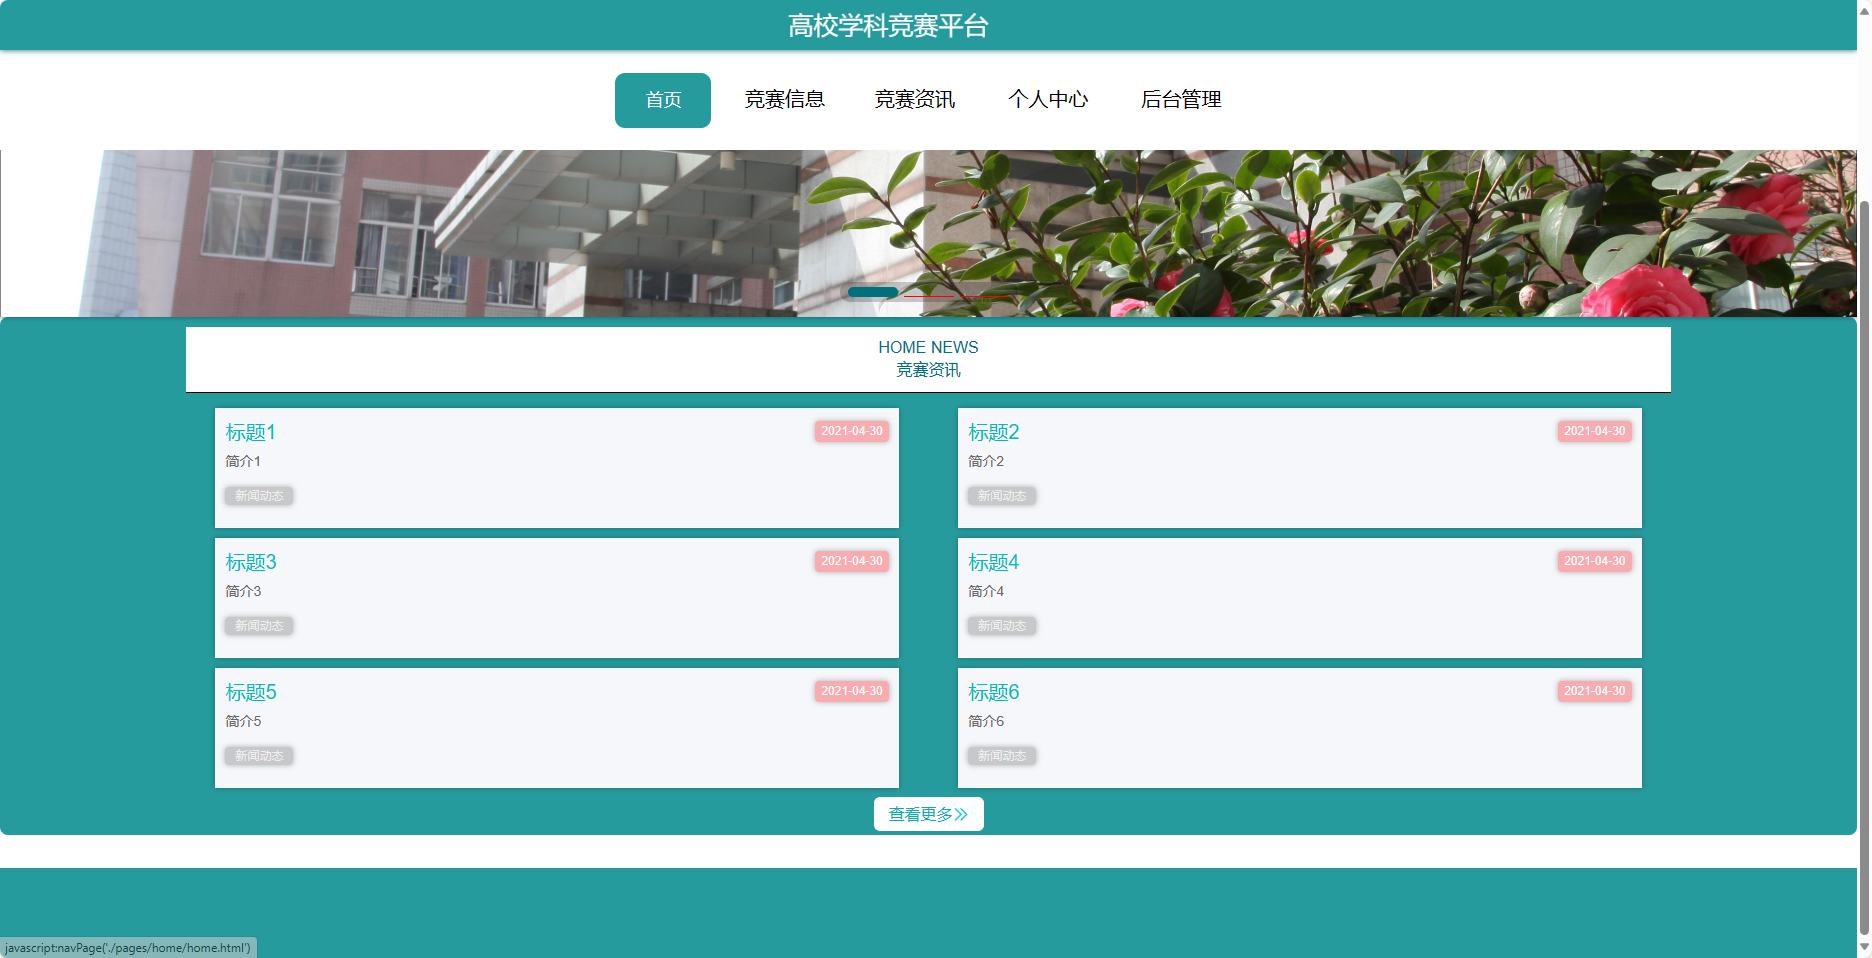 高校学科竞赛平台
首页 竞赛信息 竞赛资讯 个人中心 后台管理
HOME NEWS
竞赛资讯
标题1 2021-04-30
简介1
新闻动态
标题2 2021-04-30
简介2
新闻动态
标题3 2021-04-30
简介3
新闻动态
标题4 2021-04-30
简介4
新闻动态
标题5 2021-04-30
简介5
新闻动态
标题6 2021-04-30
简介6
新闻动态
查看更多
javascript:navPage('./pages/home/home.html')